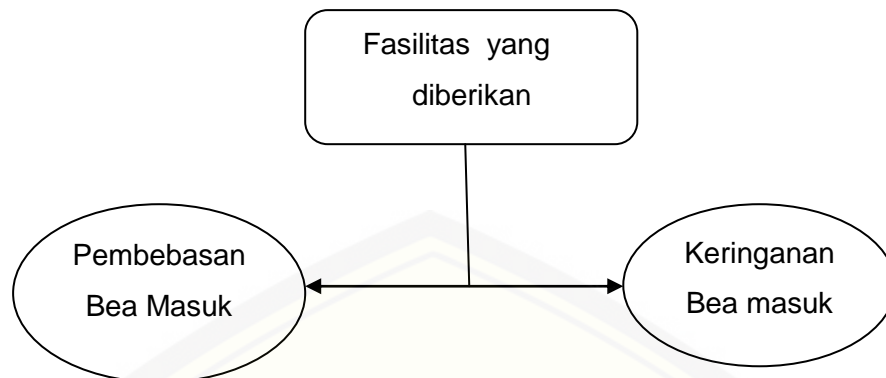 Fasilitas yang
diberikan
Pembebasan
Bea Masuk
Keringanan
Bea masuk